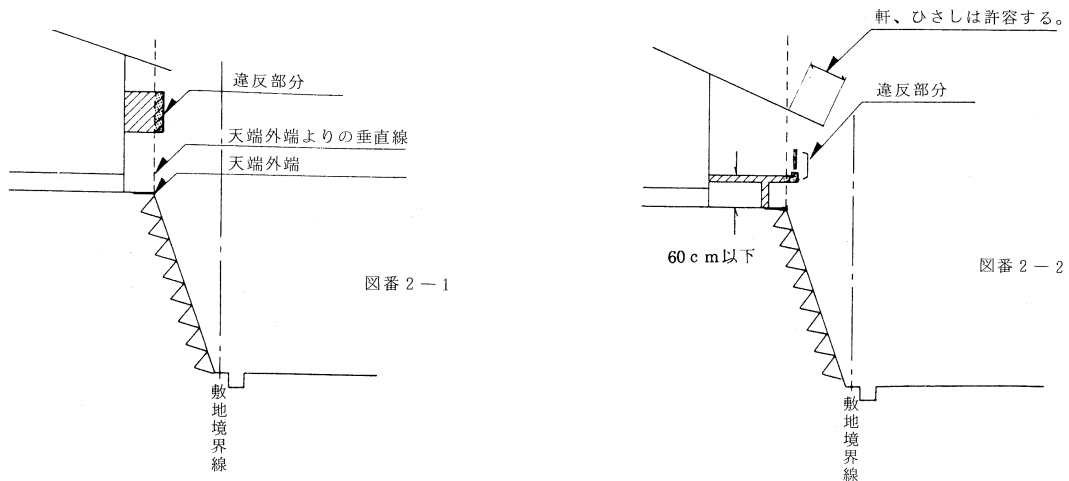 違反部分
天端外端よりの垂直線
天端外端
図番2－1
敷地境界線
軒、ひさしは許容する。
違反部分
60cm以下
図番2－2
敷地境界線